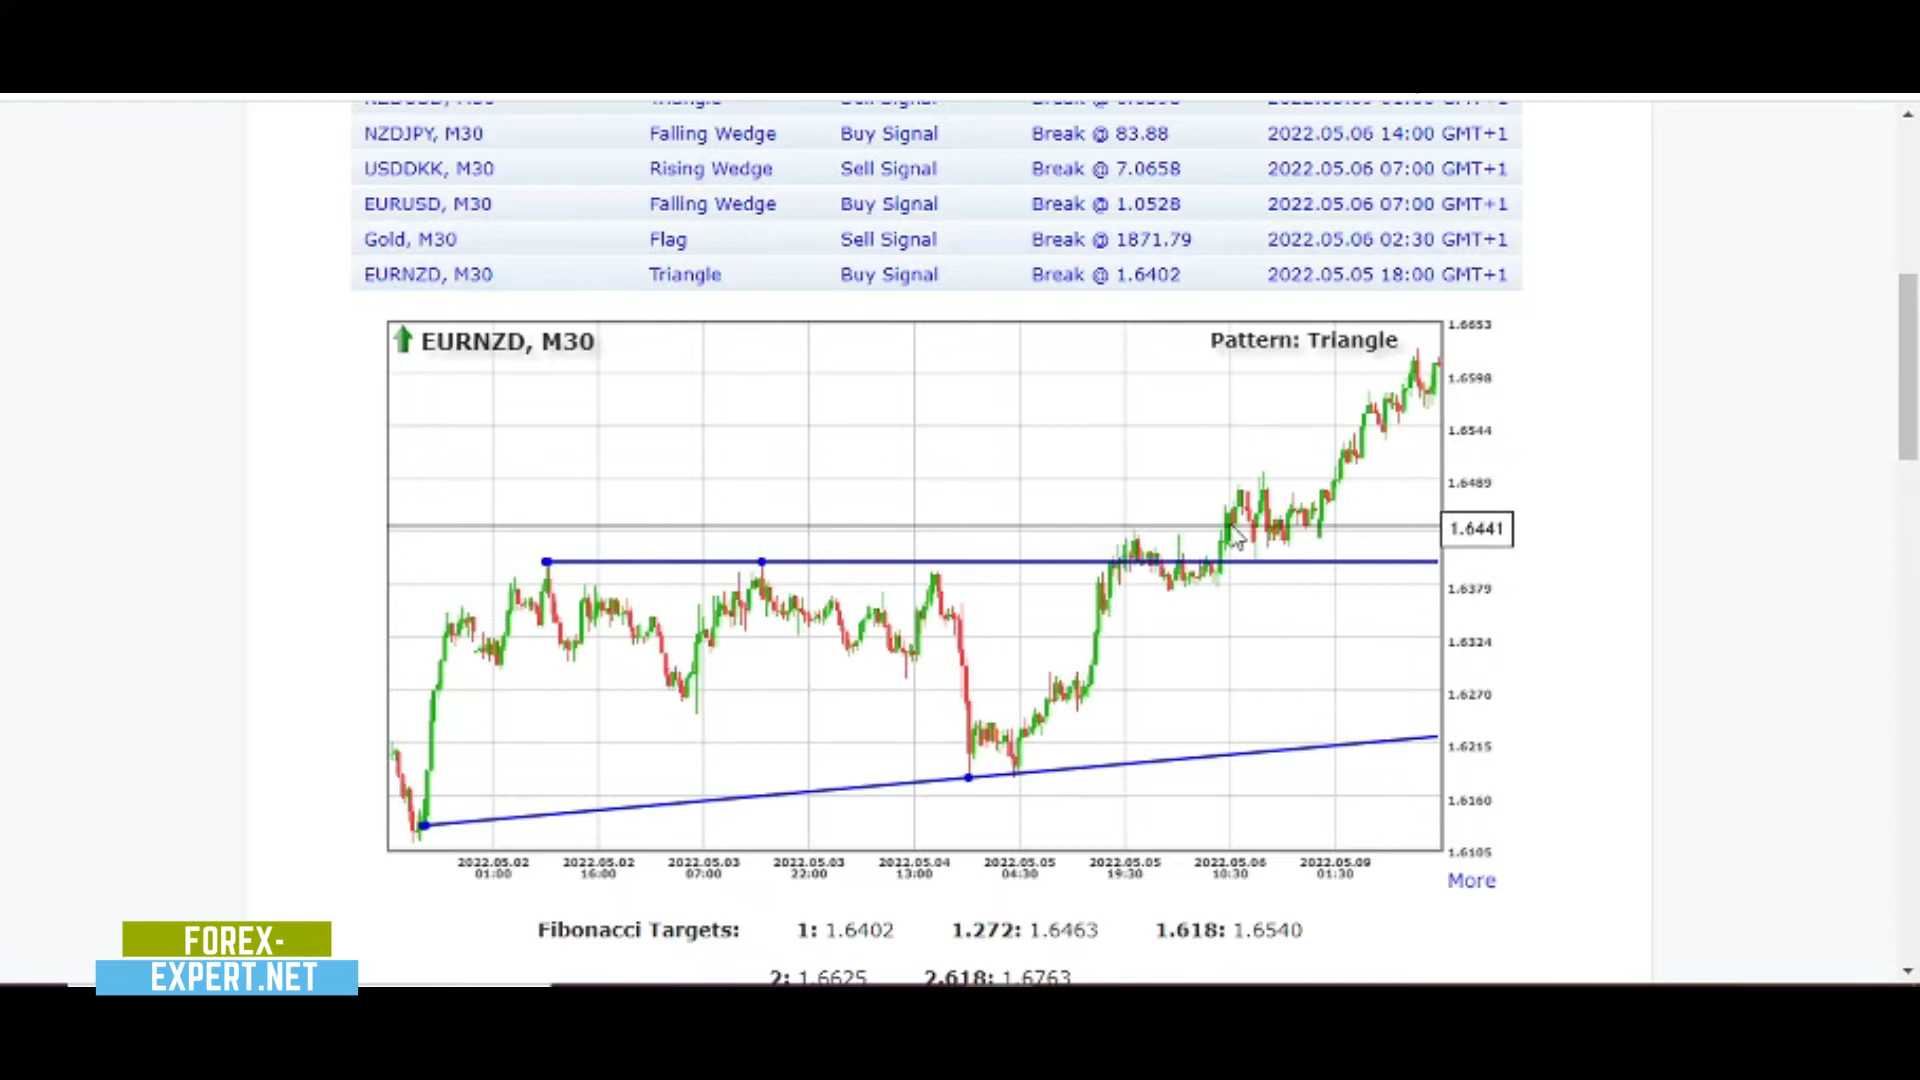 NZDJPY, M30 Falling Wedge Buy Signal Break @ 83.88 2022.05.06 14:00 GMT+1
USDDKK, M30 Rising Wedge Sell Signal Break @ 7.0658 2022.05.06 07:00 GMT+1
EURUSD, M30 Falling Wedge Buy Signal Break @ 1.0528 2022.05.06 07:00 GMT+1
Gold, M30 Flag Sell Signal Break @ 1871.79 2022.05.06 02:30 GMT+1
EURNZD, M30 Triangle Buy Signal Break @ 1.6402 2022.05.05 18:00 GMT+1
EURNZD, M30 Pattern: Triangle
1.6653
1.6598
1.6544
1.6489
1.6441
1.6379
1.6324
1.6270
1.6215
1.6160
1.6105
2022.05.02 2022.05.02 2022.05.03 2022.05.03 2022.05.04 2022.05.05 2022.05.05 2022.05.06 2022.05.09
01:00 16:00 07:00 22:00 13:00 04:30 19:30 10:30 01:30
More
Fibonacci Targets: 1: 1.6402 1.272: 1.6463 1.618: 1.6540
2: 1.6625 2.618: 1.6763
FOREX-
EXPERT.NET